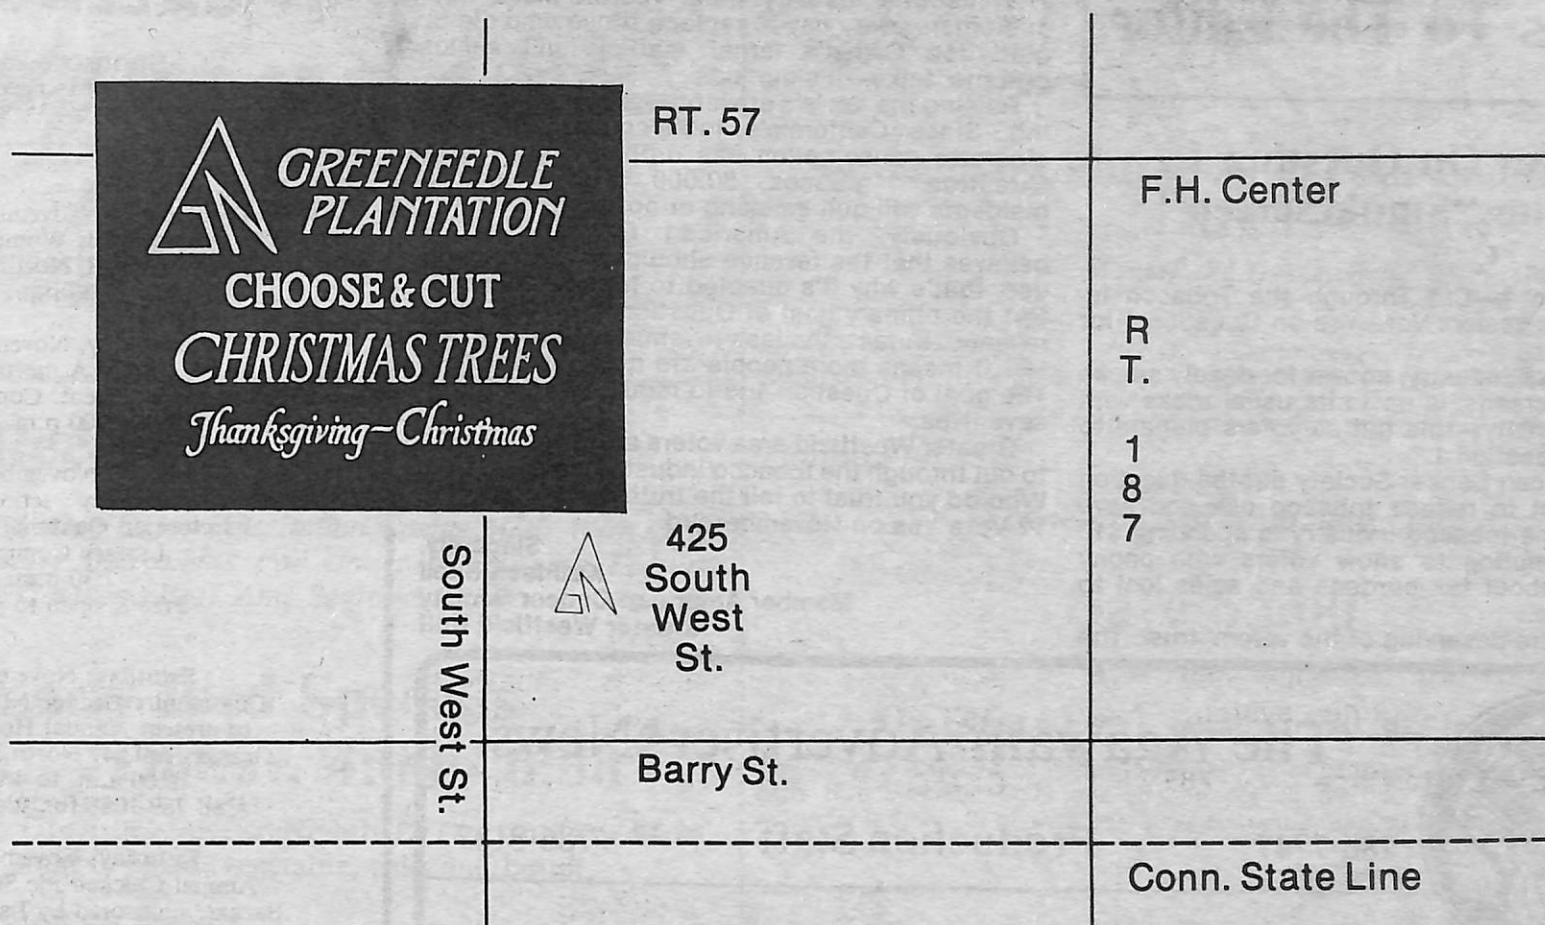 GREENEEDLE
PLANTATION
CHOOSE & CUT
CHRISTMAS TREES
Thanksgiving~Christmas
RT. 57
F.H. Center
R
T.
1
8
7
GN
425
South
West
St.
South West St.
Barry St.
Conn. State Line